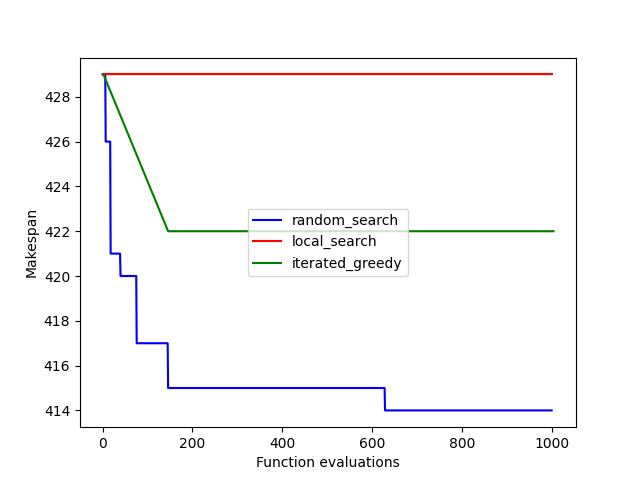 428
426
424
422
420
418
416
414
Makespan
random_search
local_search
iterated_greedy
0 200 400 600 800 1000
Function evaluations